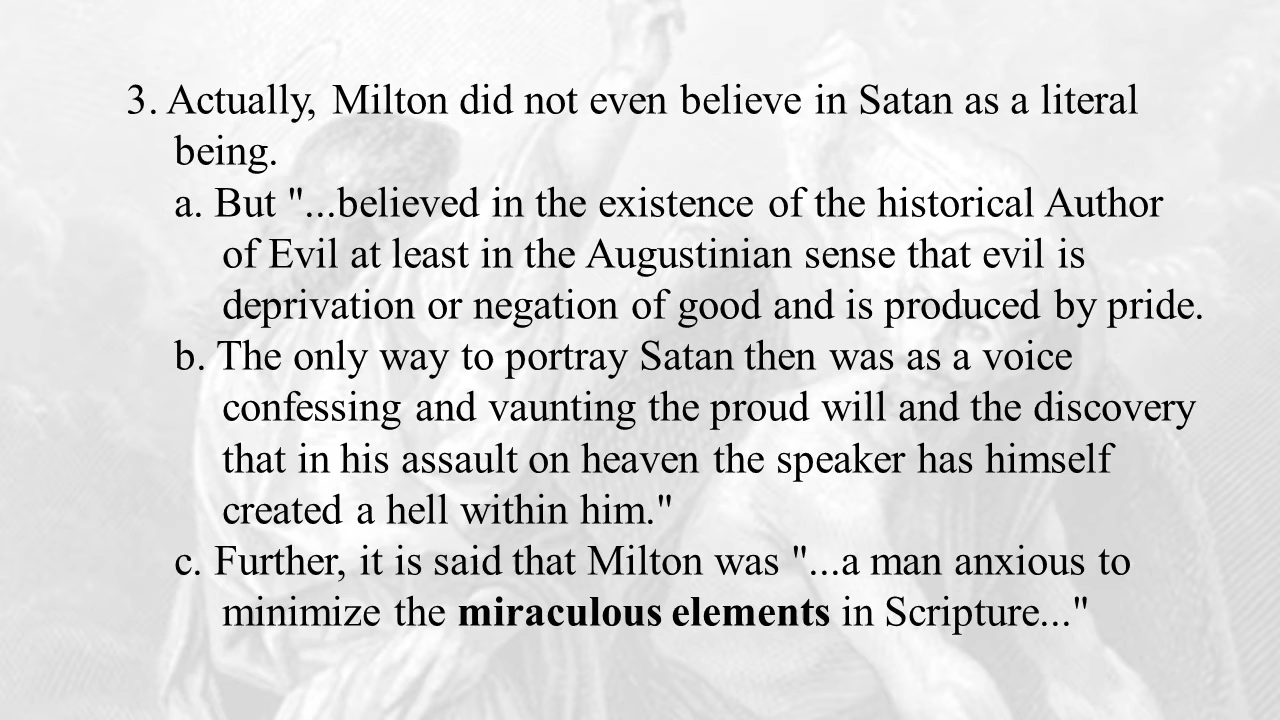 3. Actually, Milton did not even believe in Satan as a literal
being.
a. But "...believed in the existence of the historical Author
of Evil at least in the Augustinian sense that evil is
deprivation or negation of good and is produced by pride.
b. The only way to portray Satan then was as a voice
confessing and vaunting the proud will and the discovery
that in his assault on heaven the speaker has himself
created a hell within him."
c. Further, it is said that Milton was "...a man anxious to
minimize the miraculous elements in Scripture..."